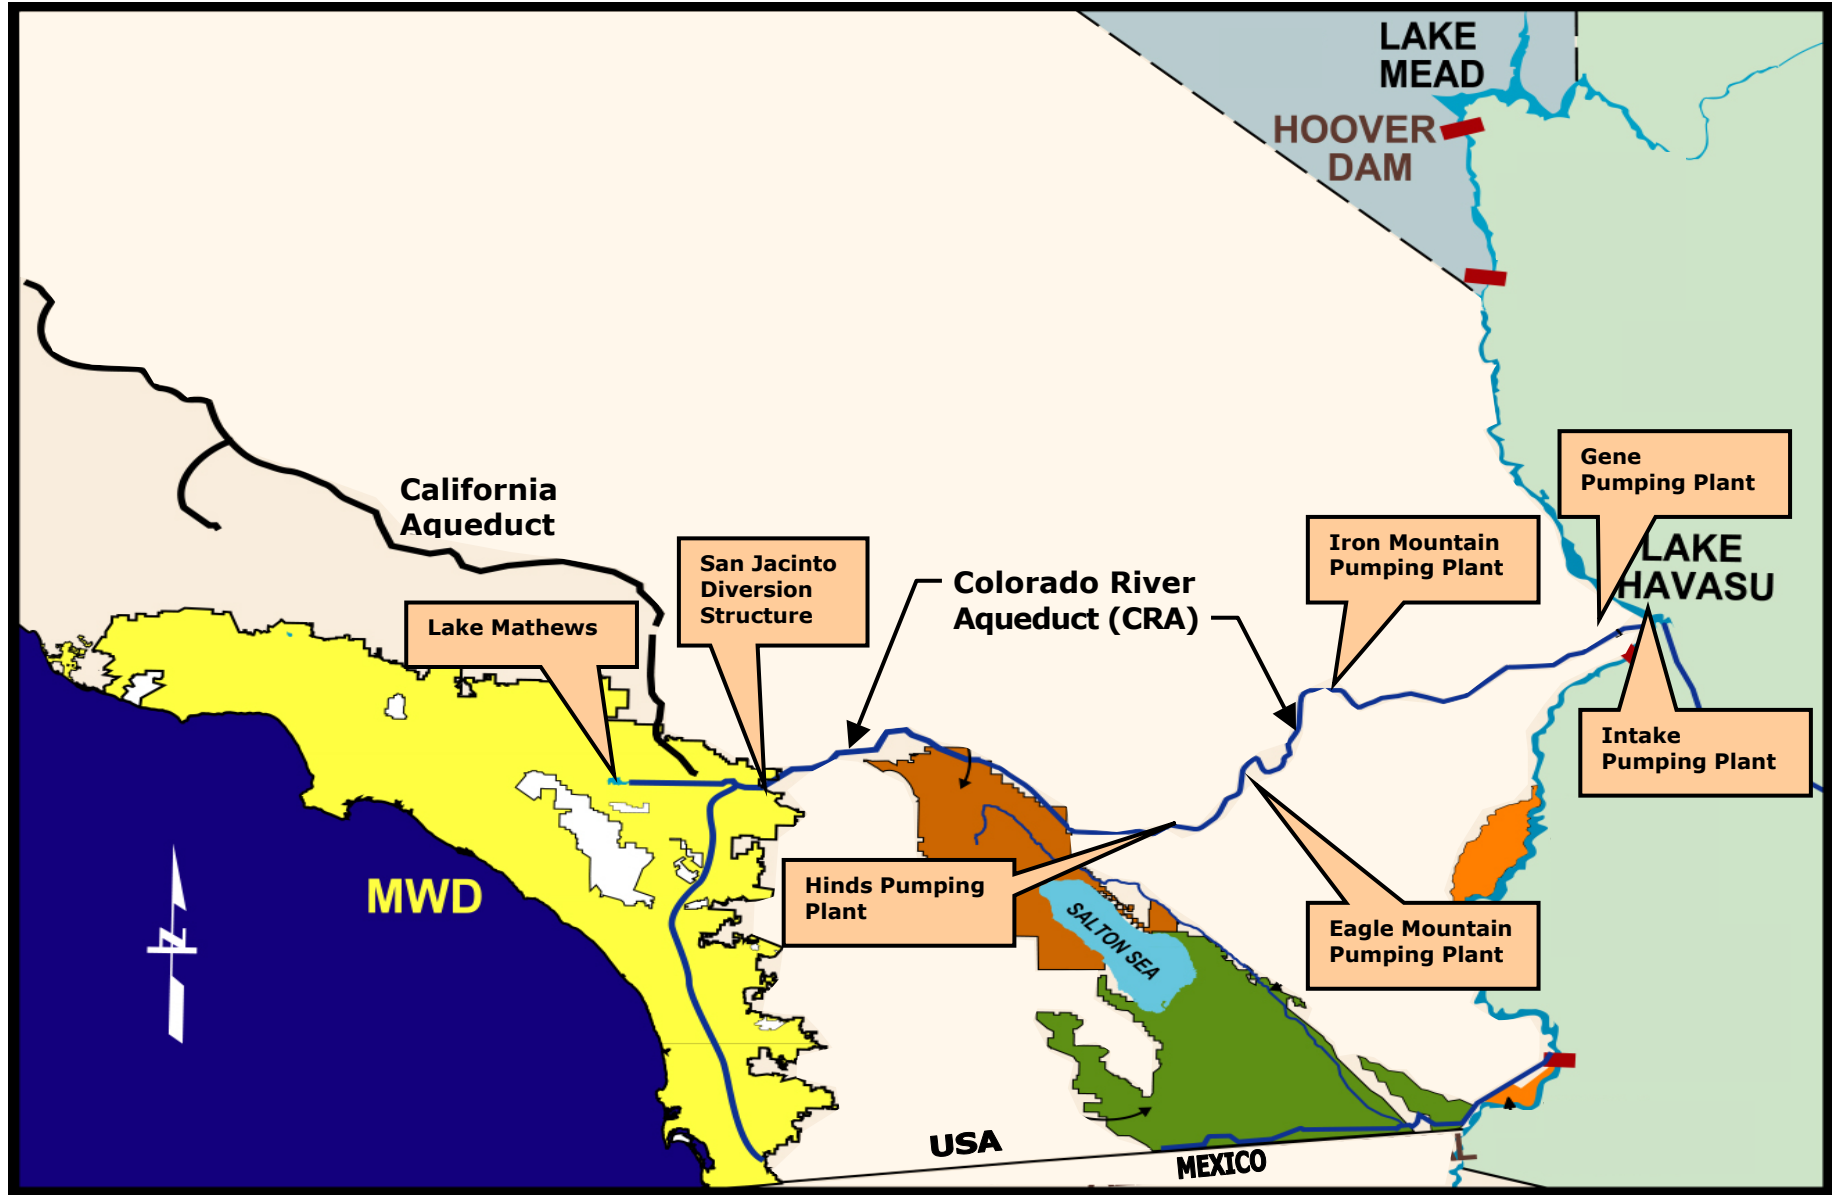 LAKE
MEAD
HOOVER
DAM
Gene
Pumping Plant
California
Aqueduct
Iron Mountain
Pumping Plant
LAKE
HAVASU
San Jacinto
Diversion
Structure
Colorado River
Aqueduct (CRA)
Lake Mathews
Intake
Pumping Plant
MWD
Hinds Pumping
Plant
SALTON SEA
Eagle Mountain
Pumping Plant
USA
MEXICO